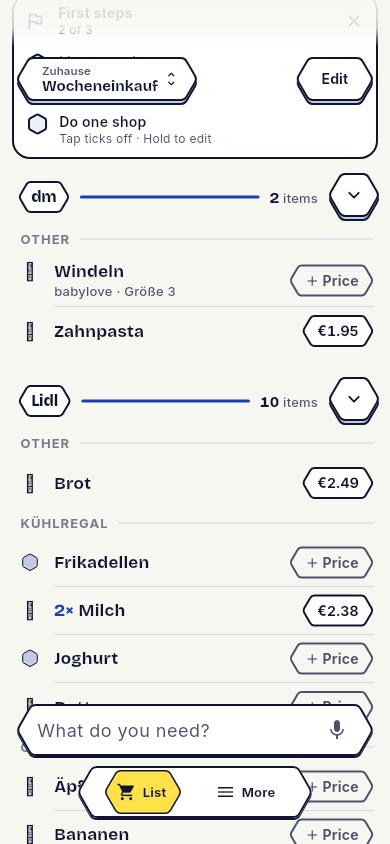 First steps
2 of 3
Zuhause
Wocheneinkauf
Edit
Do one shop
Tap ticks off · Hold to edit
dm
2 items
OTHER
Windeln
babylove · Größe 3
+ Price
Zahnpasta
€1.95
Lidl
10 items
OTHER
Brot
€2.49
KÜHLREGAL
Frikadellen
+ Price
2× Milch
€2.38
Joghurt
+ Price
+ Price
What do you need?
+ Price
List
More
Bananen
+ Price